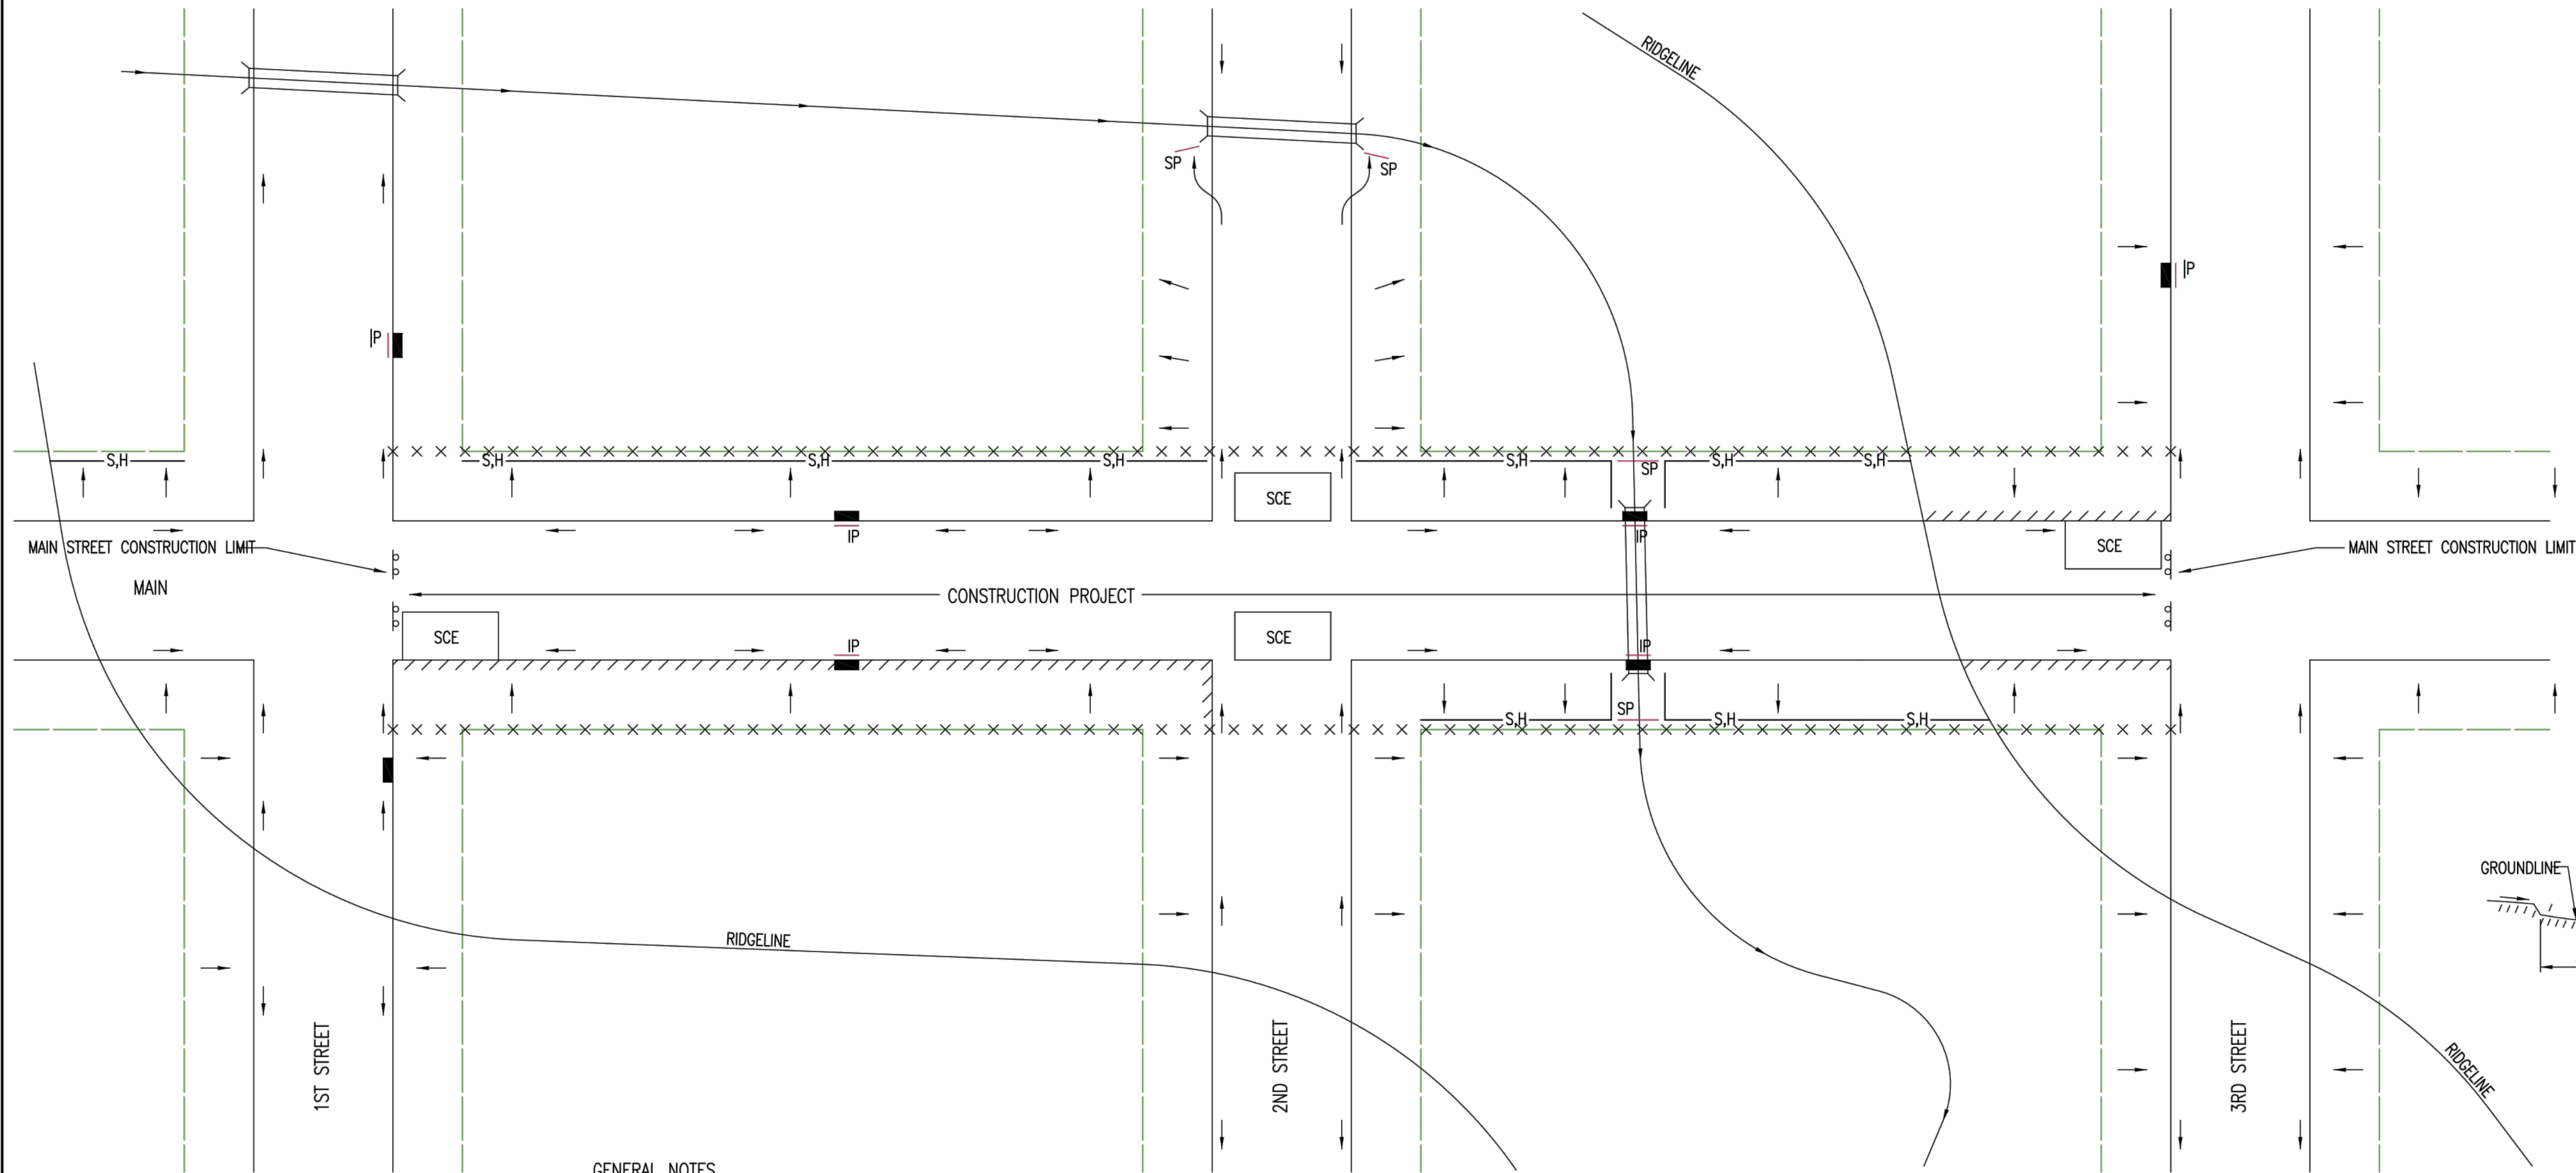 RIDGELINE
SP
SP
IP
IP
S,H
S,H
S,H
S,H
S,H
SP
S,H
S,H
SCE
IP
IP
SCE
MAIN STREET CONSTRUCTION LIMIT
MAIN STREET CONSTRUCTION LIMIT
MAIN
CONSTRUCTION PROJECT
SCE
SCE
IP
IP
SP
S,H
S,H
S,H
GROUNDLINE
RIDGELINE
1ST STREET
2ND STREET
3RD STREET
RIDGELINE
GENERAL NOTES